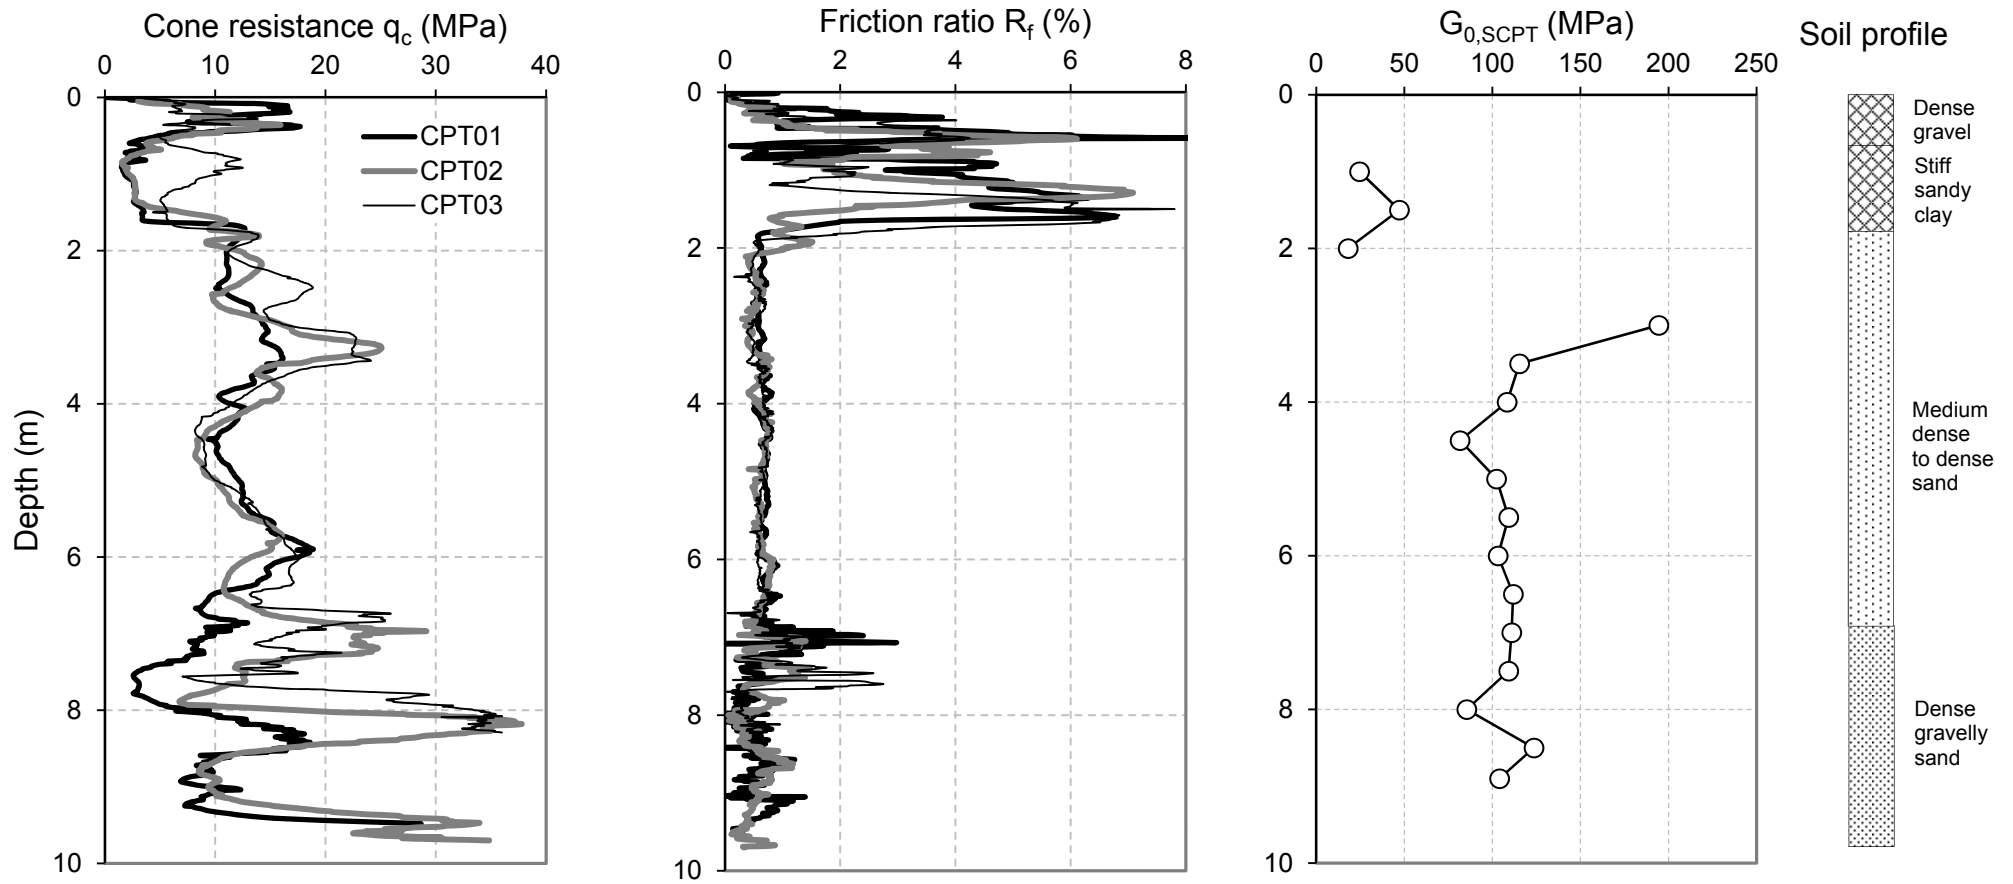 Cone resistance qc (MPa)
0 10 20 30 40
0
2
4
6
8
10
Depth (m)
CPT01
CPT02
CPT03
Friction ratio Rf (%)
0 2 4 6 8
0
2
4
6
8
10
G0,SCPT (MPa)
0 50 100 150 200 250
0
2
4
6
8
10
Soil profile
Dense
gravel
Stiff
sandy
clay
Medium
dense
to dense
sand
Dense
gravelly
sand